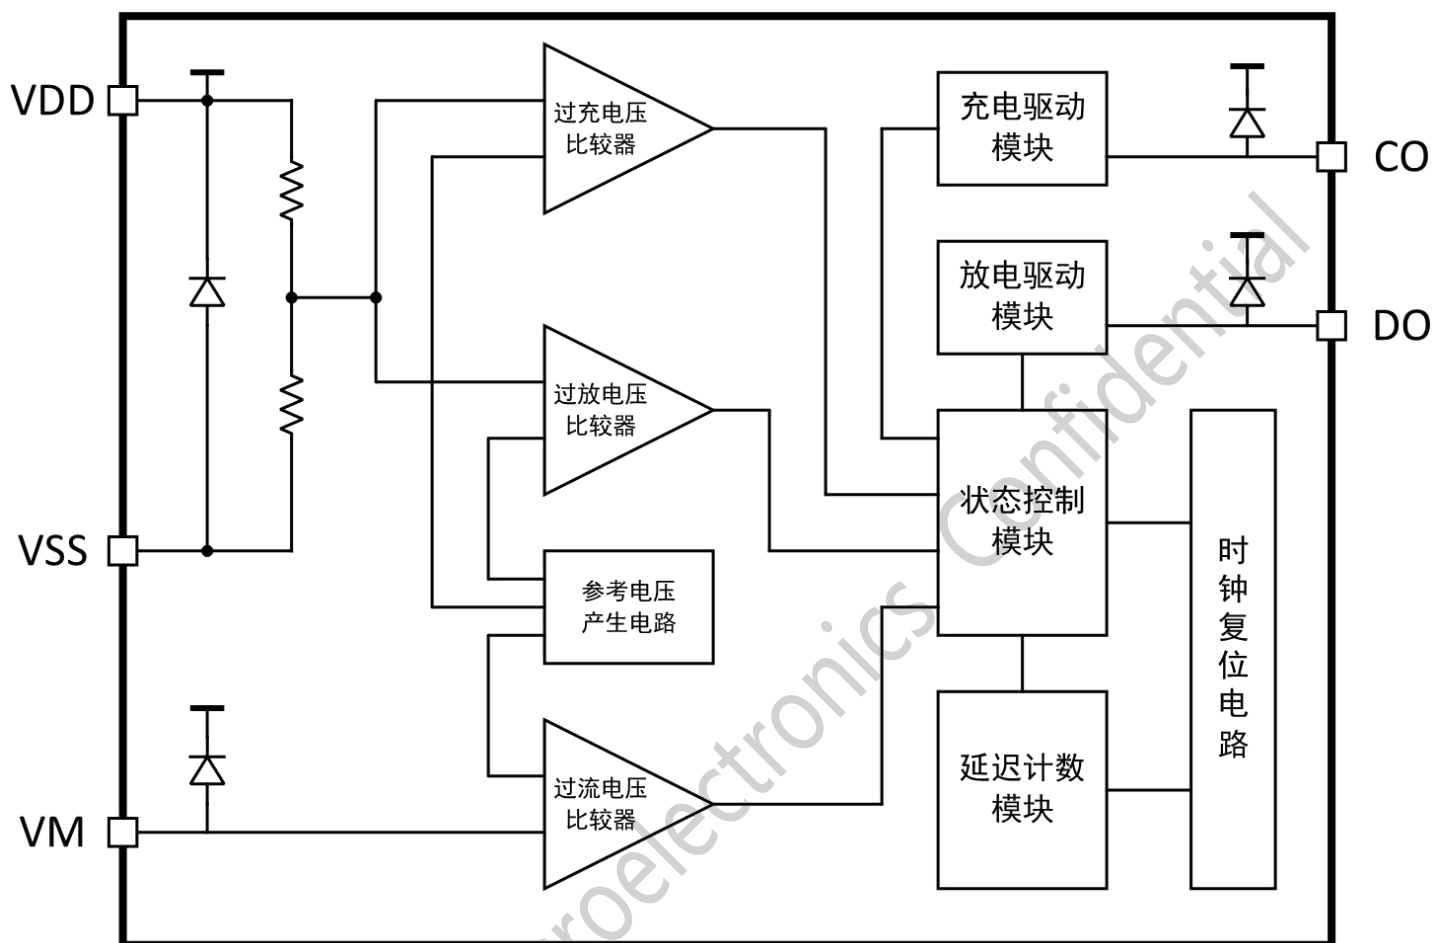 VDD
VSS
VM
CO
DO
过充电压
比较器
过放电压
比较器
参考电压
产生电路
过流电压
比较器
充电驱动
模块
放电驱动
模块
状态控制
模块
延迟计数
模块
时
钟
复
位
电
路
roelectronics Confidential